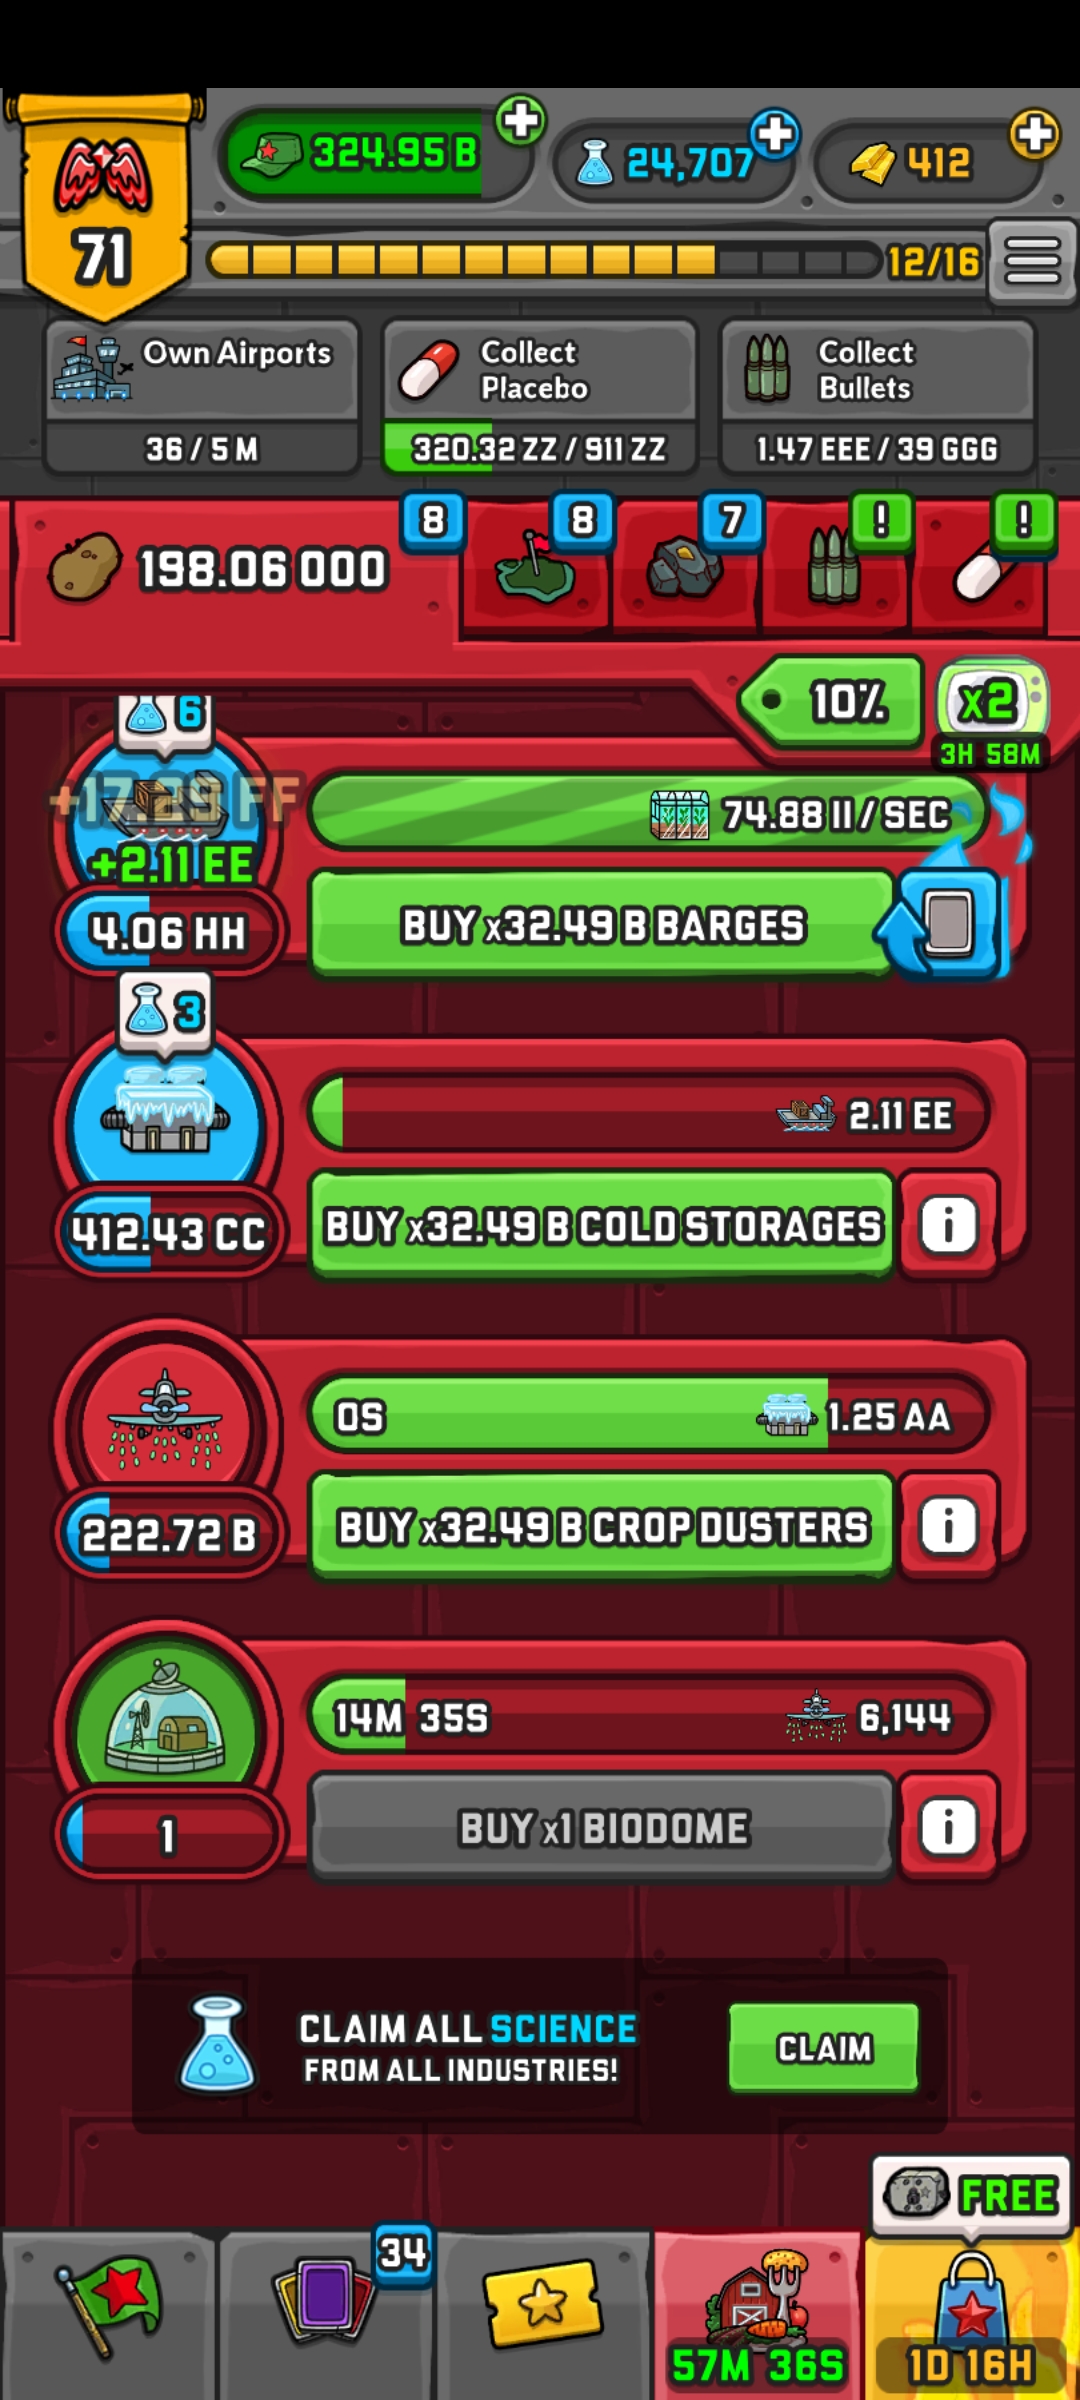 324.95 B
24,707
412
71
12/16
Own Airports
Collect
Placebo
Collect
Bullets
36 / 5 M
320.32 ZZ / 911 ZZ
1.47 EEE / 39 GGG
8
8
7
!
!
198.06 OOO
10%
x2
3H 58M
6
+17.29 FF
+2.11 EE
74.88 II / SEC
4.06 HH
BUY x32.49 B BARGES
3
2.11 EE
412.43 CC
BUY x32.49 B COLD STORAGES
i
0S
1.25 AA
222.72 B
BUY x32.49 B CROP DUSTERS
i
14M 35S
6,144
1
BUY x1 BIODOME
i
CLAIM ALL SCIENCE
FROM ALL INDUSTRIES!
CLAIM
FREE
34
57M 36S
1D 16H